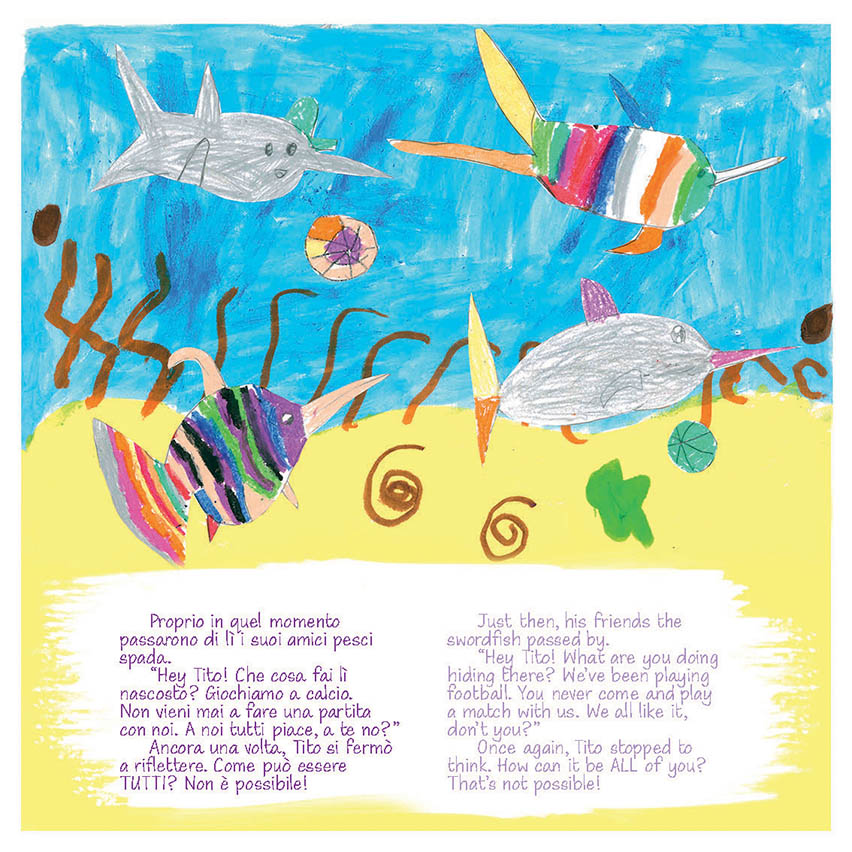 Proprio in quel momento
passarono di lì i suoi amici pesci
spada.
"Hey Tito! Che cosa fai lì
nascosto? Giochiamo a calcio.
Non vieni mai a fare una partita
con noi. A noi tutti piace, a te no?"
Ancora una volta, Tito si fermò
a riflettere. Come può essere
TUTTI? Non è possibile!
Just then, his friends the
swordfish passed by.
"Hey Tito! What are you doing
hiding there? We've been playing
football. You never come and play
a match with us. We all like it,
don't you?"
Once again, Tito stopped to
think. How can it be ALL of you?
That's not possible!